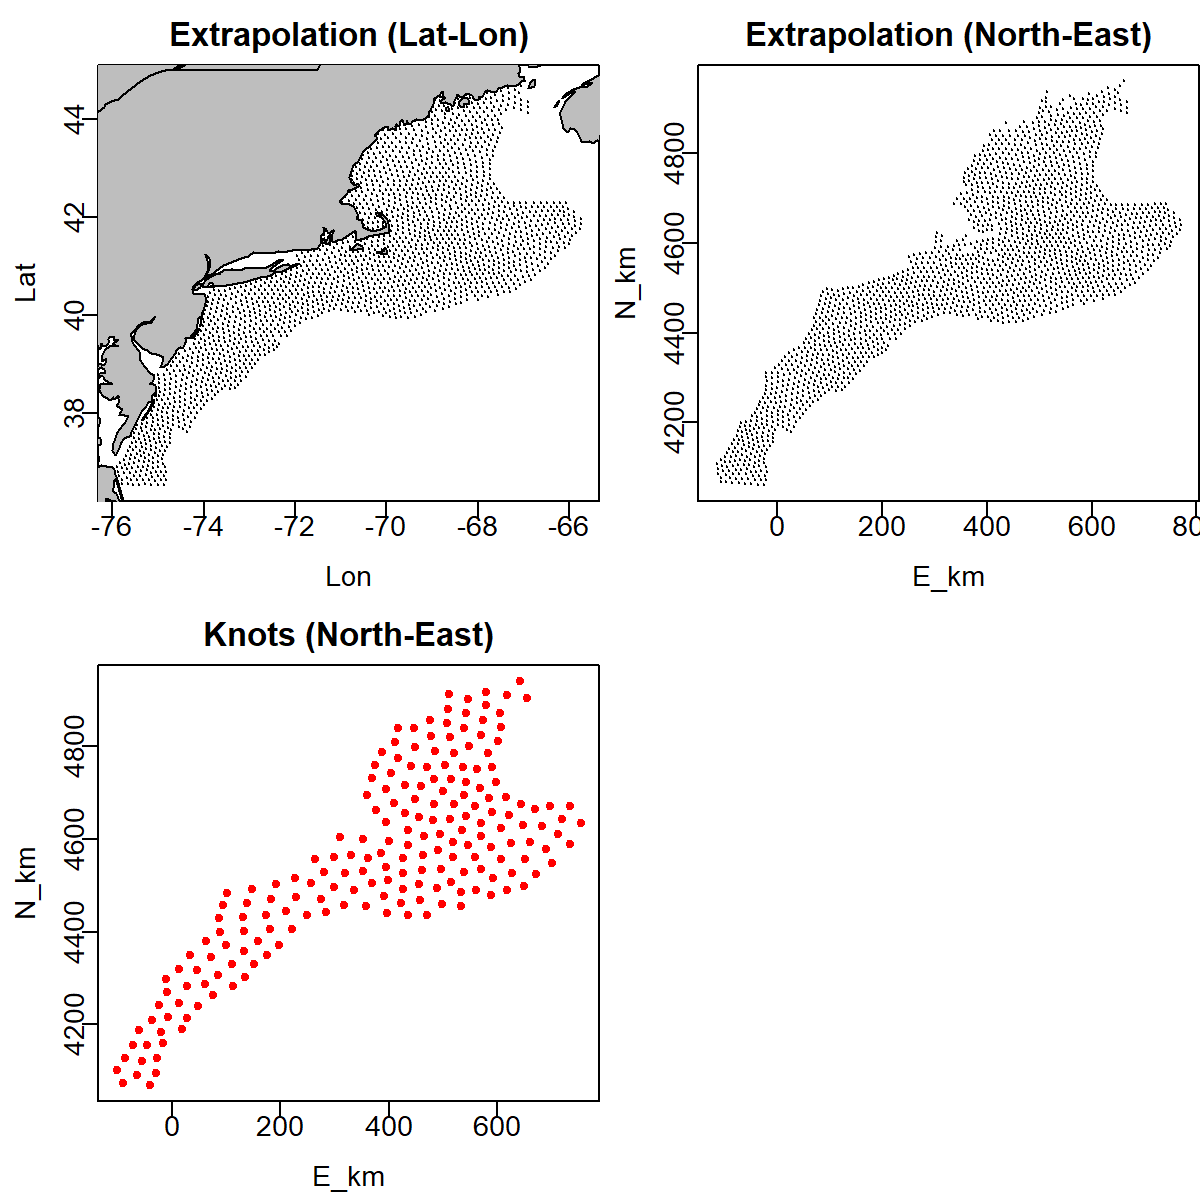 Extrapolation (Lat-Lon)
Lat
44
42
40
38
-76 -74 -72 -70 -68 -66
Lon
Extrapolation (North-East)
N_km
4800
4600
4400
4200
0 200 400 600 80
E_km
Knots (North-East)
N_km
4800
4600
4400
4200
0 200 400 600
E_km